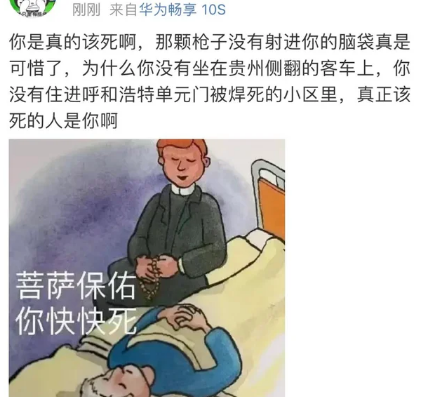 刚刚 来自华为畅享 10S
你是真的该死啊，那颗枪子没有射进你的脑袋真是
可惜了，为什么你没有坐在贵州侧翻的客车上，你
没有住进呼和浩特单元门被焊死的小区里，真正该
死的人是你啊
菩萨保佑
你快快死